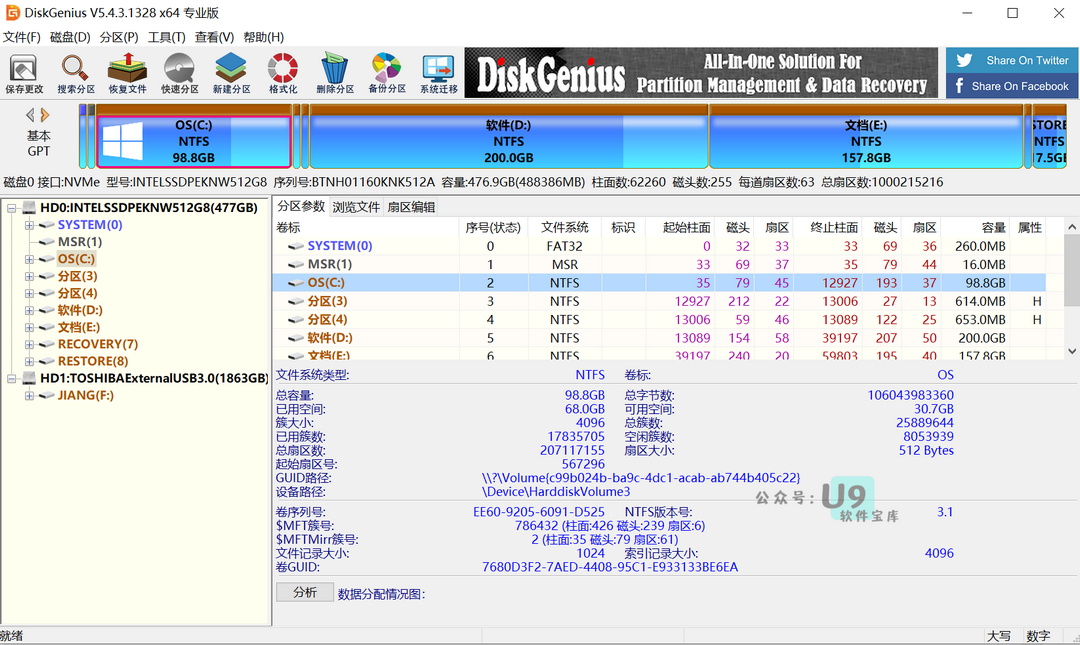 DiskGenius V5.4.3.1328 x64 专业版
文件(F) 磁盘(D) 分区(P) 工具(T) 查看(V) 帮助(H)
保存更改 搜索分区 恢复文件 快速分区 新建分区 格式化 删除分区 备份分区 系统迁移
DiskGenius All-In-One Solution For
Partition Management & Data Recovery
Share On Twitter
Share On Facebook
基本
GPT
OS(C:)
NTFS
98.8GB
软件(D:)
NTFS
200.0GB
文档(E:)
NTFS
157.8GB
STORE
NTFS
17.5GB
磁盘0 接口:NVMe 型号:INTELSSDPEKNW512G8 序列号:BTNH01160KNK512A 容量:476.9GB(488386MB) 柱面数:62260 磁头数:255 每道扇区数:63 总扇区数:1000215216
HD0:INTELSSDPEKNW512G8(477GB)
SYSTEM(0)
MSR(1)
OS(C:)
分区(3)
分区(4)
软件(D:)
文档(E:)
RECOVERY(7)
RESTORE(8)
HD1:TOSHIBAExternalUSB3.0(1863GB)
JIANG(F:)
分区参数 浏览文件 扇区编辑
卷标 序号(状态) 文件系统 标识 起始柱面 磁头 扇区 终止柱面 磁头 扇区 容量 属性
SYSTEM(0) 0 FAT32 0 32 33 33 69 36 260.0MB
MSR(1) 1 MSR 33 69 37 35 79 44 16.0MB
OS(C:) 2 NTFS 35 79 45 12927 193 37 98.8GB
分区(3) 3 NTFS 12927 212 22 13006 27 13 614.0MB H
分区(4) 4 NTFS 13006 59 46 13089 122 25 653.0MB H
软件(D:) 5 NTFS 13089 154 58 39197 207 50 200.0GB
文档(E:) 6 NTFS 39197 240 20 59803 195 40 157.8GB
文件系统类型: NTFS 卷标: OS
总容量: 98.8GB 总字节数: 106043983360
已用空间: 68.0GB 可用空间: 30.7GB
簇大小: 4096 总簇数: 25889644
已用簇数: 17835705 空闲簇数: 8053939
总扇区数: 207117155 扇区大小: 512 Bytes
起始扇区号: 567296
GUID路径: \\?\Volume{c99b024b-ba9c-4dc1-acab-ab744b405c22}
设备路径: \Device\HarddiskVolume3
公众号: U9
软件宝库
卷序列号: EE60-9205-6091-D525 NTFS版本号: 3.1
$MFT簇号: 786432 (柱面:426 磁头:239 扇区:6)
$MFTMirr簇号: 2 (柱面:35 磁头:79 扇区:61)
文件记录大小: 1024 索引记录大小: 4096
卷GUID: 7680D3F2-7AED-4408-95C1-E933133BE6EA
分析 数据分配情况图:
就绪 大写 数字